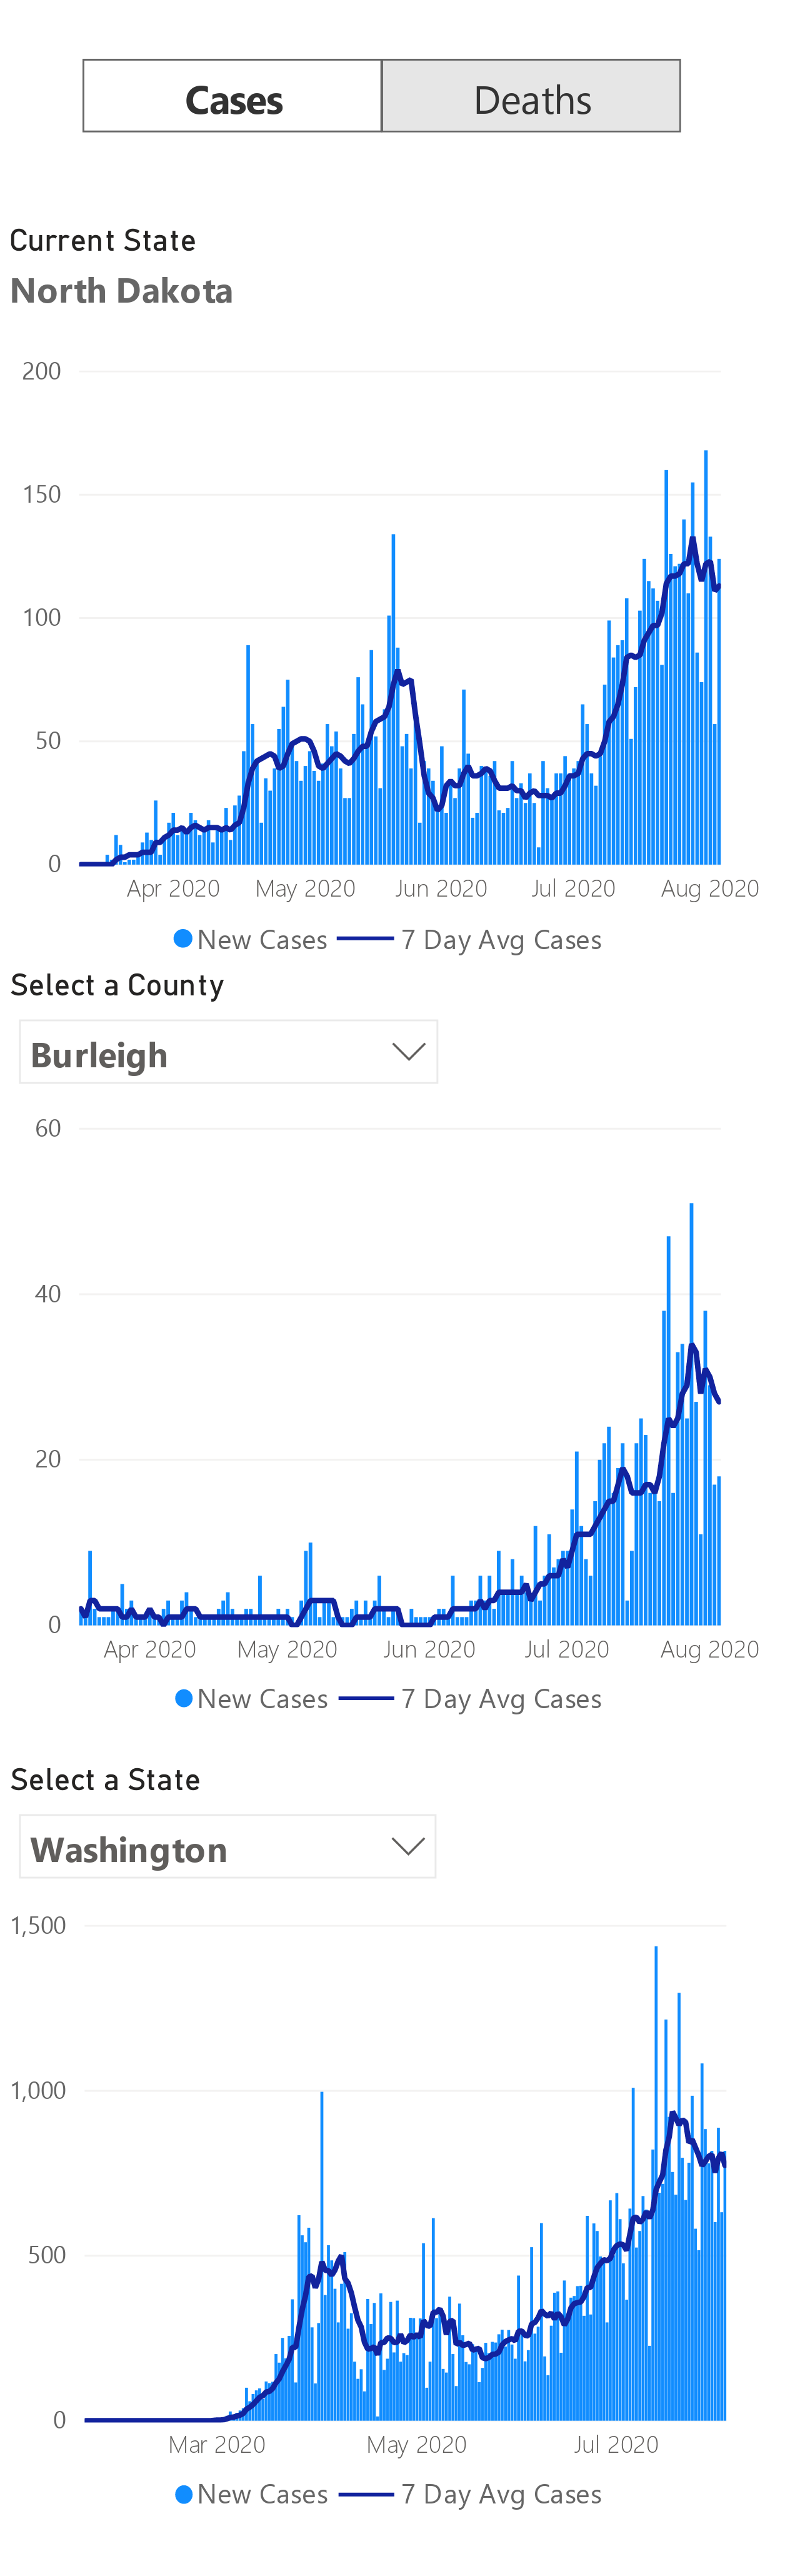 Cases Deaths
Current State
North Dakota
200
150
100
50
0
Apr 2020 May 2020 Jun 2020 Jul 2020 Aug 2020
New Cases 7 Day Avg Cases
Select a County
Burleigh
60
40
20
0
Apr 2020 May 2020 Jun 2020 Jul 2020 Aug 2020
New Cases 7 Day Avg Cases
Select a State
Washington
1,500
1,000
500
0
Mar 2020 May 2020 Jul 2020
New Cases 7 Day Avg Cases